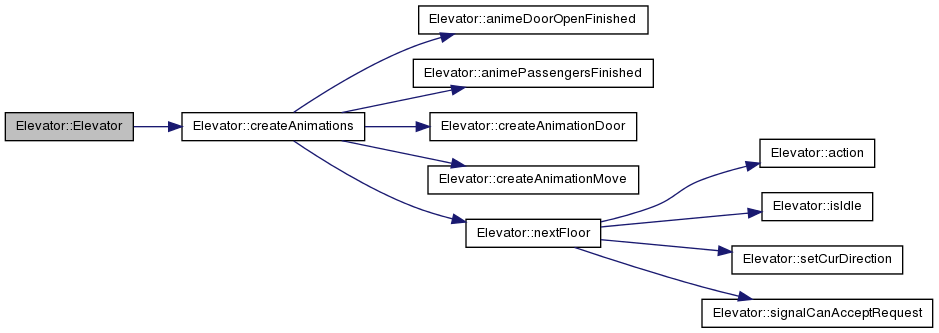 Elevator::animeDoorOpenFinished
Elevator::animePassengersFinished
Elevator::Elevator
Elevator::createAnimations
Elevator::createAnimationDoor
Elevator::action
Elevator::createAnimationMove
Elevator::isIdle
Elevator::nextFloor
Elevator::setCurDirection
Elevator::signalCanAcceptRequest